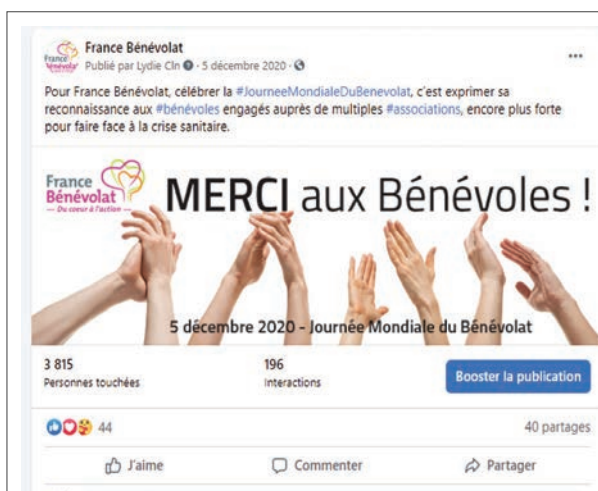 France Bénévolat
Publié par Lydie Cln · 5 décembre 2020 ·
Pour France Bénévolat, célébrer la #JourneeMondialeDuBenevolat, c'est exprimer sa
reconnaissance aux #bénévoles engagés auprès de multiples #associations, encore plus forte
pour faire face à la crise sanitaire.
France
Bénévolat
Du coeur à l'action
MERCI aux Bénévoles !
5 décembre 2020 - Journée Mondiale du Bénévolat
3 815
Personnes touchées
196
Interactions
Booster la publication
44
40 partages
J'aime
Commenter
Partager